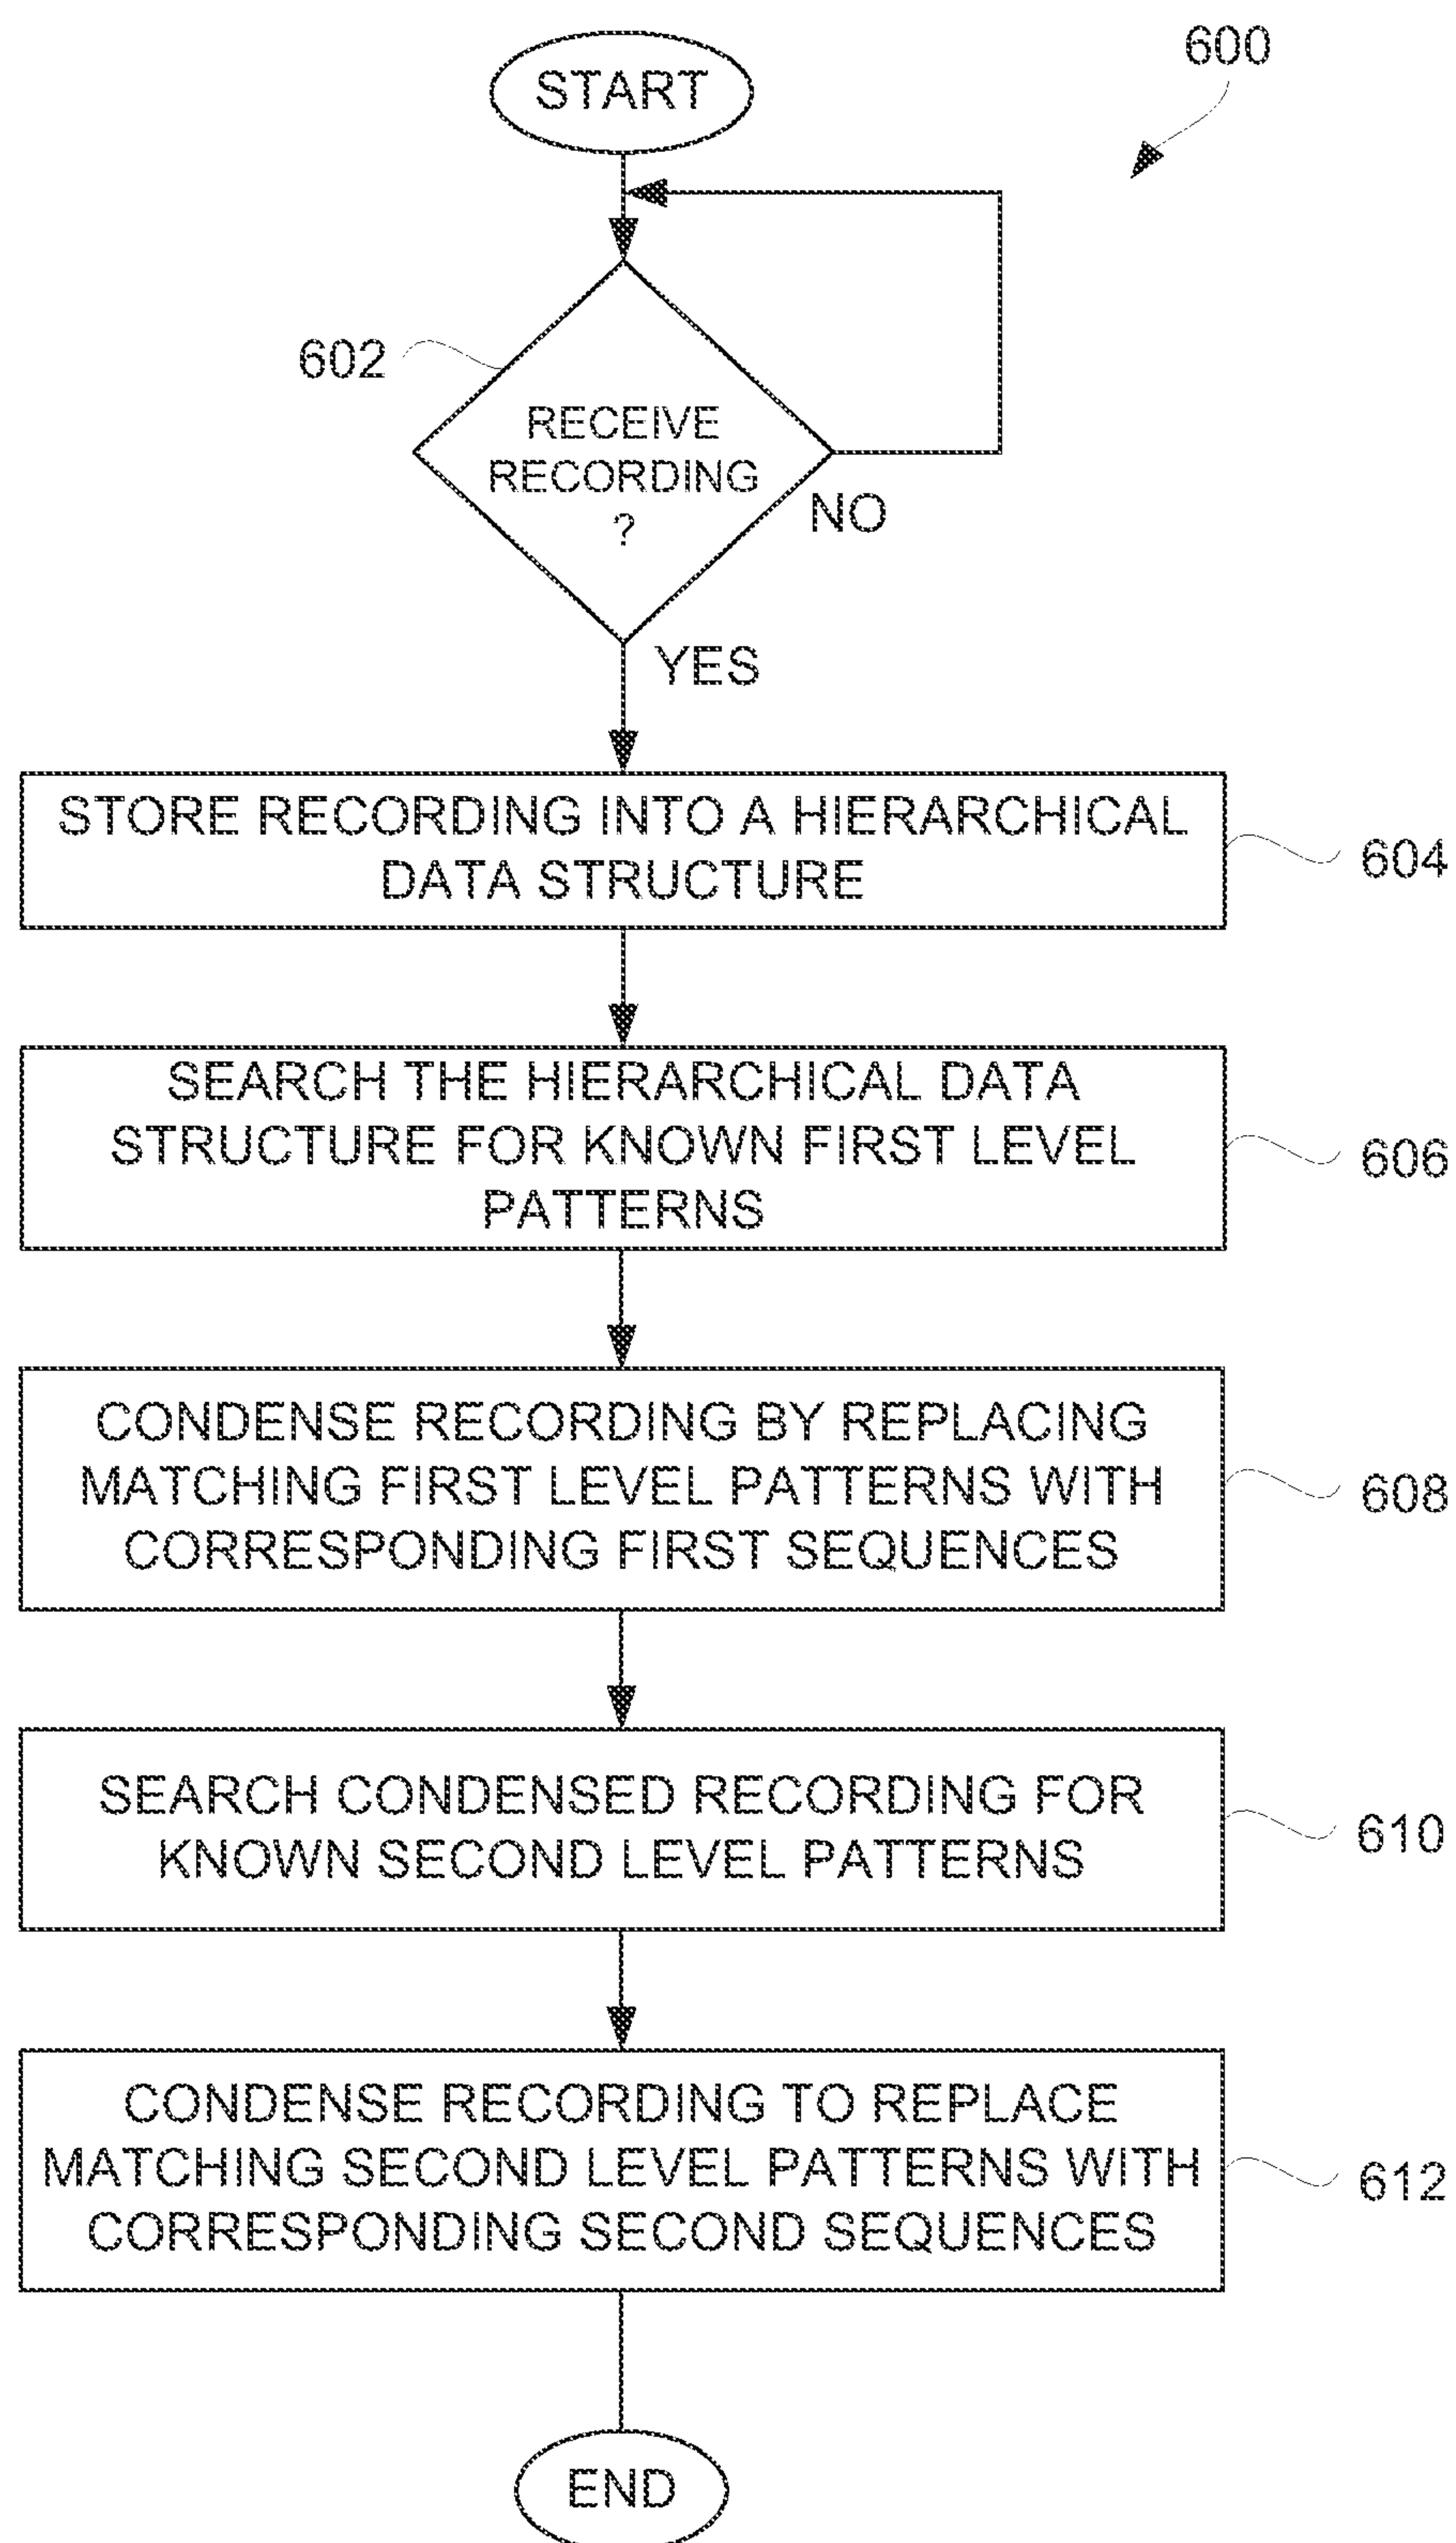 600
START
602
RECEIVE
RECORDING
?
NO
YES
STORE RECORDING INTO A HIERARCHICAL
DATA STRUCTURE
604
SEARCH THE HIERARCHICAL DATA
STRUCTURE FOR KNOWN FIRST LEVEL
PATTERNS
606
CONDENSE RECORDING BY REPLACING
MATCHING FIRST LEVEL PATTERNS WITH
CORRESPONDING FIRST SEQUENCES
608
SEARCH CONDENSED RECORDING FOR
KNOWN SECOND LEVEL PATTERNS
610
CONDENSE RECORDING TO REPLACE
MATCHING SECOND LEVEL PATTERNS WITH
CORRESPONDING SECOND SEQUENCES
612
END